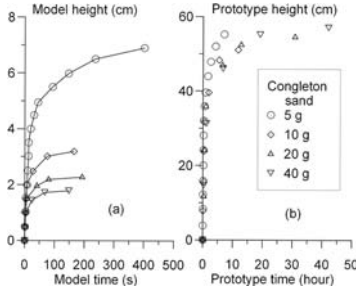 Model height (cm)
8
6
4
2
0
0 100 200 300 400 500
Model time (s)
(a)
Prototype height (cm)
60
40
20
0
0 10 20 30 40 50
Prototype time (hour)
(b)
Congleton
sand
5 g
10 g
20 g
40 g